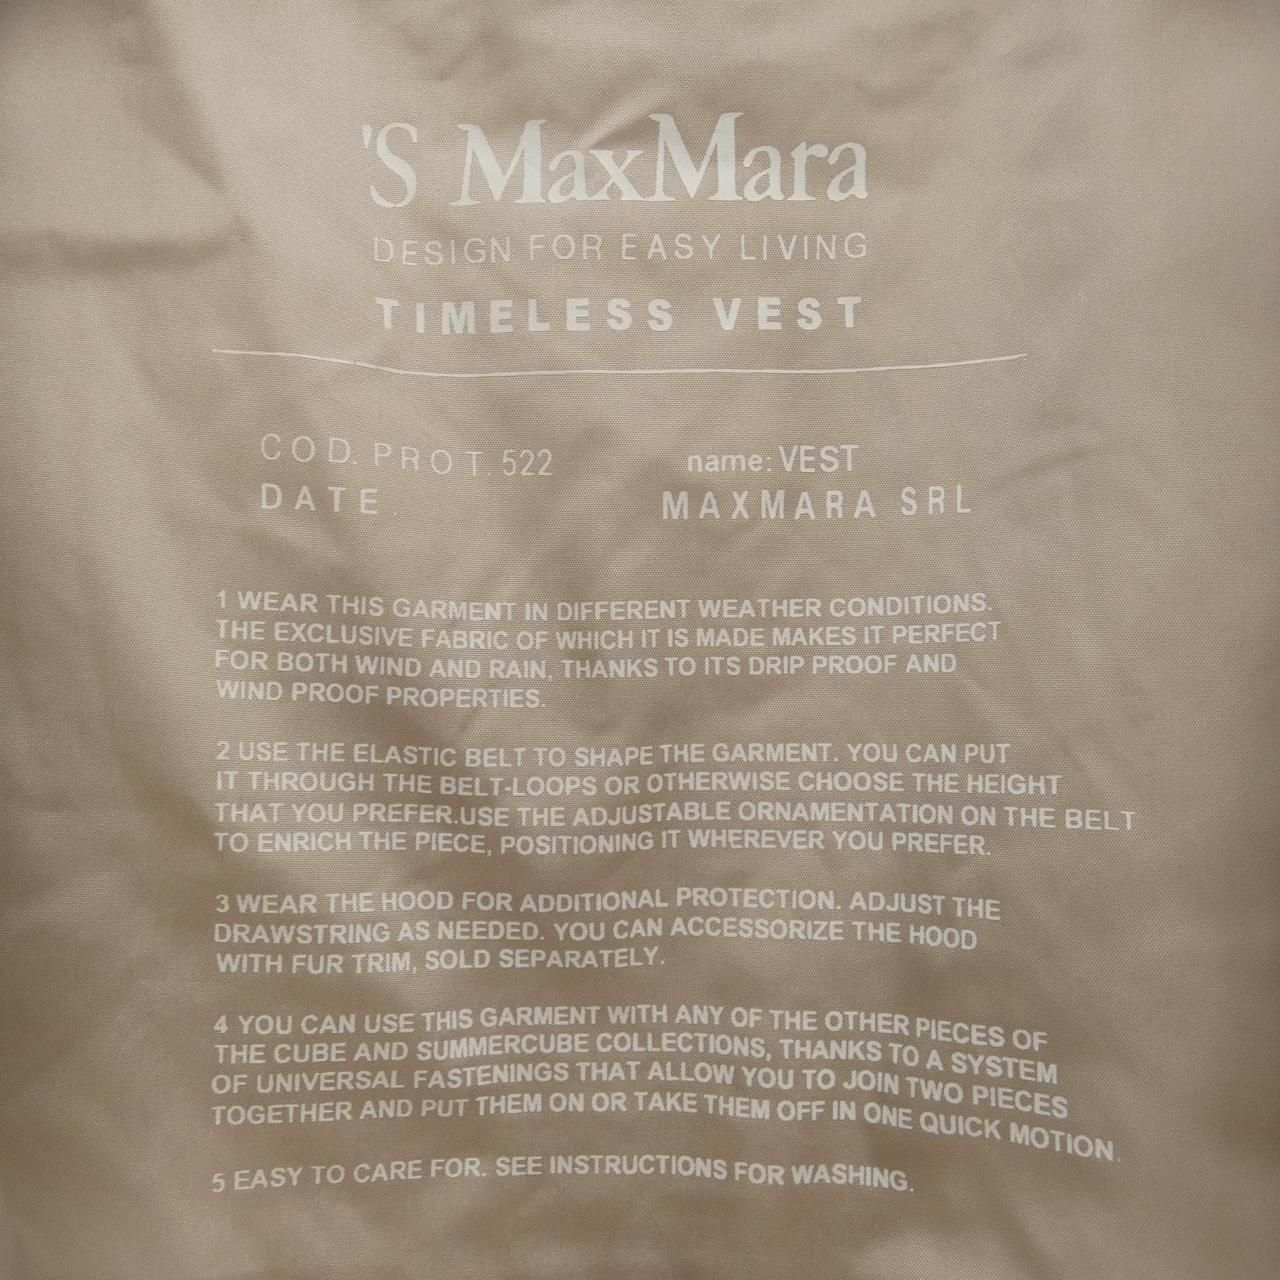 'S MaxMara
DESIGN FOR EASY LIVING
TIMELESS VEST
COD. PROT. 522 name: VEST
DATE MAXMARA SRL
1 WEAR THIS GARMENT IN DIFFERENT WEATHER CONDITIONS.
THE EXCLUSIVE FABRIC OF WHICH IT IS MADE MAKES IT PERFECT
FOR BOTH WIND AND RAIN, THANKS TO ITS DRIP PROOF AND
WIND PROOF PROPERTIES.
2 USE THE ELASTIC BELT TO SHAPE THE GARMENT. YOU CAN PUT
IT THROUGH THE BELT-LOOPS OR OTHERWISE CHOOSE THE HEIGHT
THAT YOU PREFER.USE THE ADJUSTABLE ORNAMENTATION ON THE BELT
TO ENRICH THE PIECE, POSITIONING IT WHEREVER YOU PREFER.
3 WEAR THE HOOD FOR ADDITIONAL PROTECTION. ADJUST THE
DRAWSTRING AS NEEDED. YOU CAN ACCESSORIZE THE HOOD
WITH FUR TRIM, SOLD SEPARATELY.
4 YOU CAN USE THIS GARMENT WITH ANY OF THE OTHER PIECES OF
THE CUBE AND SUMMERCUBE COLLECTIONS, THANKS TO A SYSTEM
OF UNIVERSAL FASTENINGS THAT ALLOW YOU TO JOIN TWO PIECES
TOGETHER AND PUT THEM ON OR TAKE THEM OFF IN ONE QUICK MOTION.
5 EASY TO CARE FOR. SEE INSTRUCTIONS FOR WASHING.